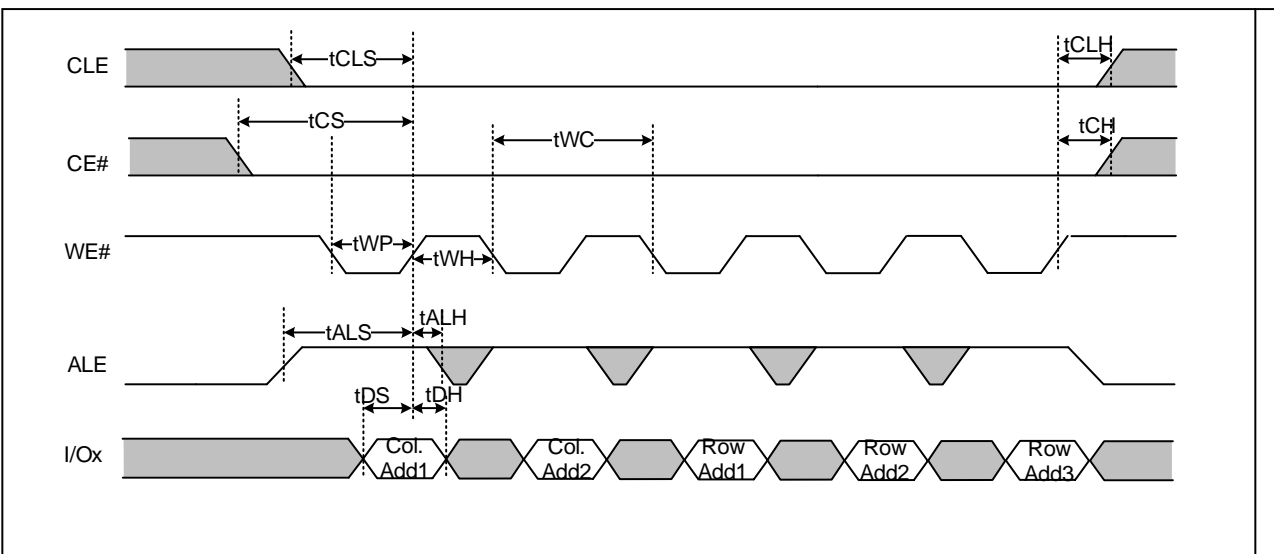 CLE
tCLS
tCLH
CE#
tCS
tWC
tCH
WE#
tWP
tWH
ALE
tALS
tALH
tDS
tDH
I/Ox
Col.
Add1
Col.
Add2
Row
Add1
Row
Add2
Row
Add3